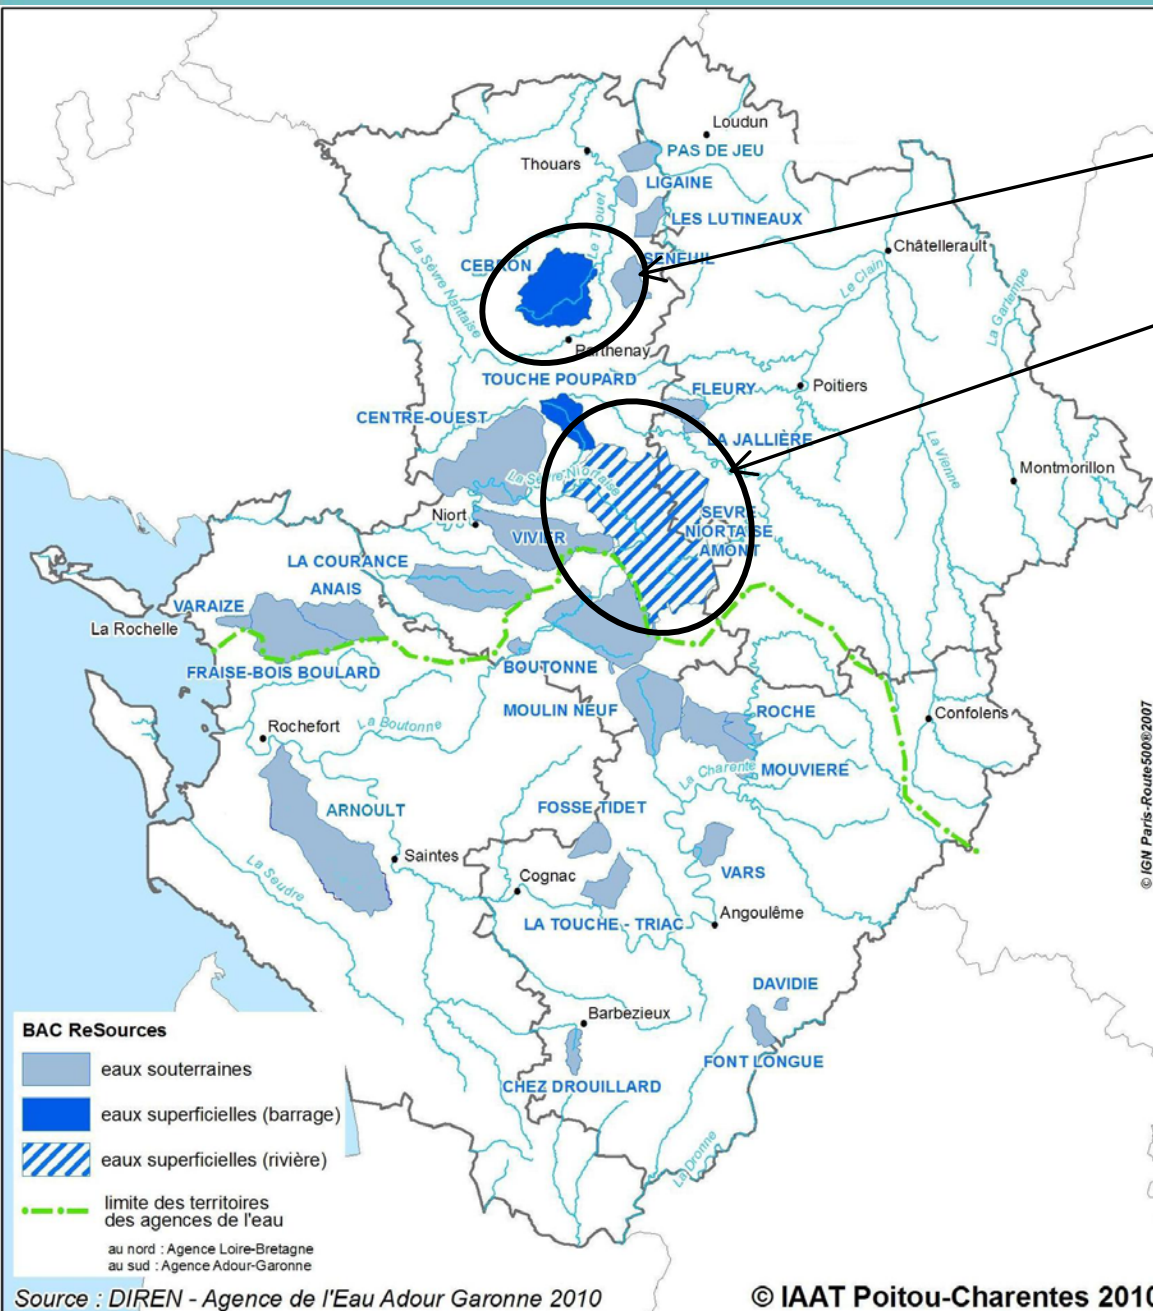 Loudun
PAS DE JEU
Thouars
LIGAINE
Le Thouet
LES LUTINEAUX
La Sèvre Nantaise
CEBRON
SENEUIL
Châtellerault
Le Clain
La Gartempe
Parthenay
TOUCHE POUPARD
FLEURY
Poitiers
CENTRE-OUEST
LA JALLIÈRE
La Vienne
Montmorillon
La Sèvre Niortaise
Niort
VIVIER
SEVRE
NIORTAISE
AMONT
LA COURANCE
ANAIS
VARAIZE
La Rochelle
FRAISE-BOIS BOULARD
BOUTONNE
MOULIN NEUF
ROCHE
Confolens
Rochefort
La Boutonne
La Charente
MOUVIERE
ARNOULT
FOSSE TIDET
Saintes
La Seudre
Cognac
VARS
LA TOUCHE - TRIAC
Angoulême
DAVIDIE
Barbezieux
FONT LONGUE
CHEZ DROUILLARD
La Dronne
© IGN Paris-Route500®2007
BAC ReSources
eaux souterraines
eaux superficielles (barrage)
eaux superficielles (rivière)
limite des territoires
des agences de l'eau
au nord : Agence Loire-Bretagne
au sud : Agence Adour-Garonne
Source : DIREN - Agence de l'Eau Adour Garonne 2010
© IAAT Poitou-Charentes 2010